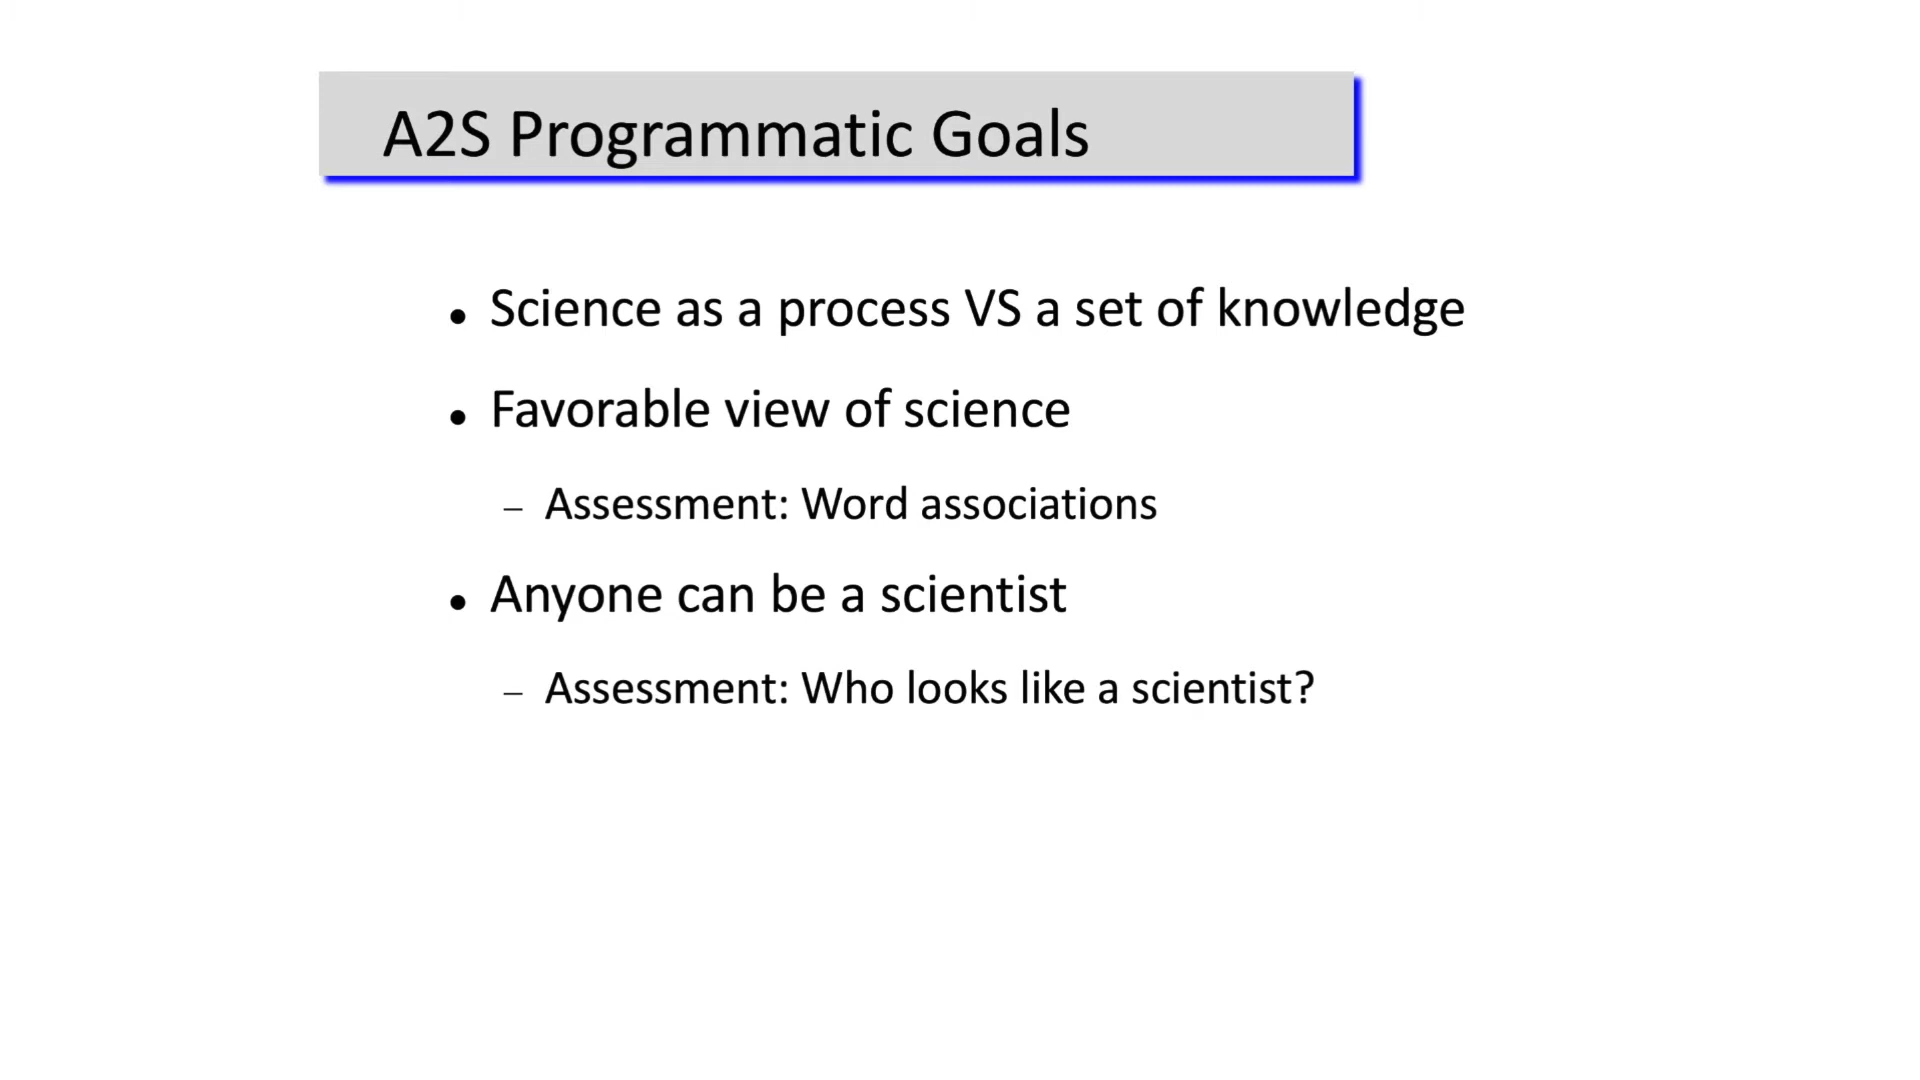 A2S Programmatic Goals
• Science as a process VS a set of knowledge
• Favorable view of science
– Assessment: Word associations
• Anyone can be a scientist
– Assessment: Who looks like a scientist?